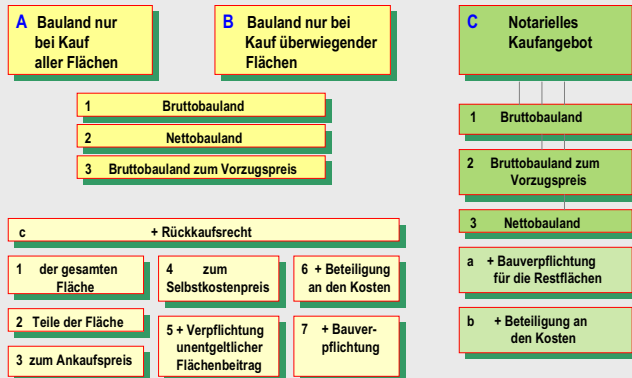 A Bauland nur
bei Kauf
aller Flächen
B Bauland nur bei
Kauf überwiegender
Flächen
C Notarielles
Kaufangebot
1 Bruttobauland
2 Nettobauland
3 Bruttobauland zum Vorzugspreis
1 Bruttobauland
2 Bruttobauland zum
Vorzugspreis
3 Nettobauland
a + Bauverpflichtung
für die Restflächen
b + Beteiligung an
den Kosten
c + Rückkaufsrecht
1 der gesamten
Fläche
2 Teile der Fläche
3 zum Ankaufspreis
4 zum
Selbstkostenpreis
5 + Verpflichtung
unentgeltlicher
Flächenbeitrag
6 + Beteiligung
an den Kosten
7 + Bauver-
pflichtung